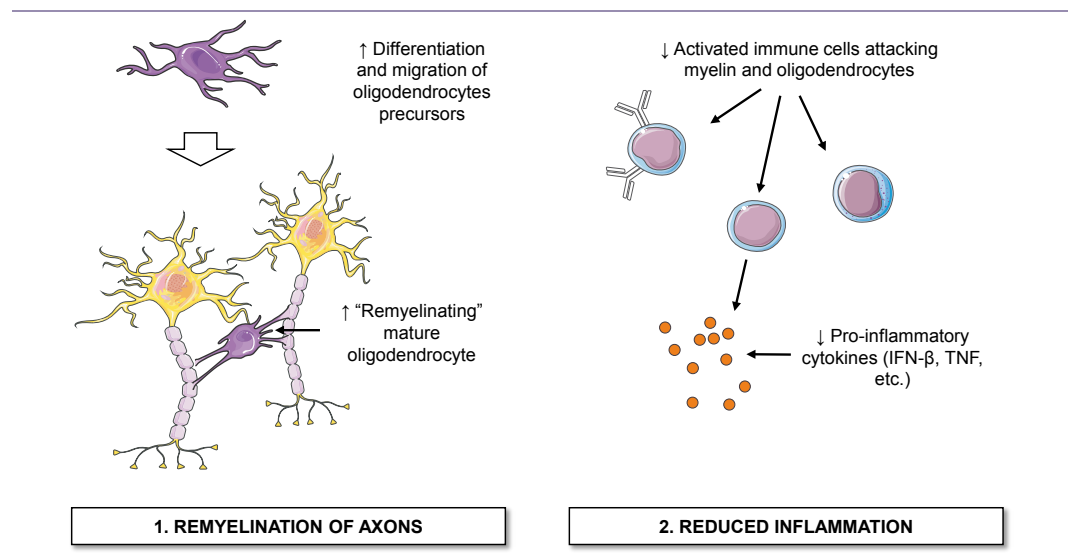 ↑ Differentiation
and migration of
oligodendrocytes
precursors
↑ “Remyelinating”
mature
oligodendrocyte
1. REMYELINATION OF AXONS
↓ Activated immune cells attacking
myelin and oligodendrocytes
↓ Pro-inflammatory
cytokines (IFN-β, TNF,
etc.)
2. REDUCED INFLAMMATION